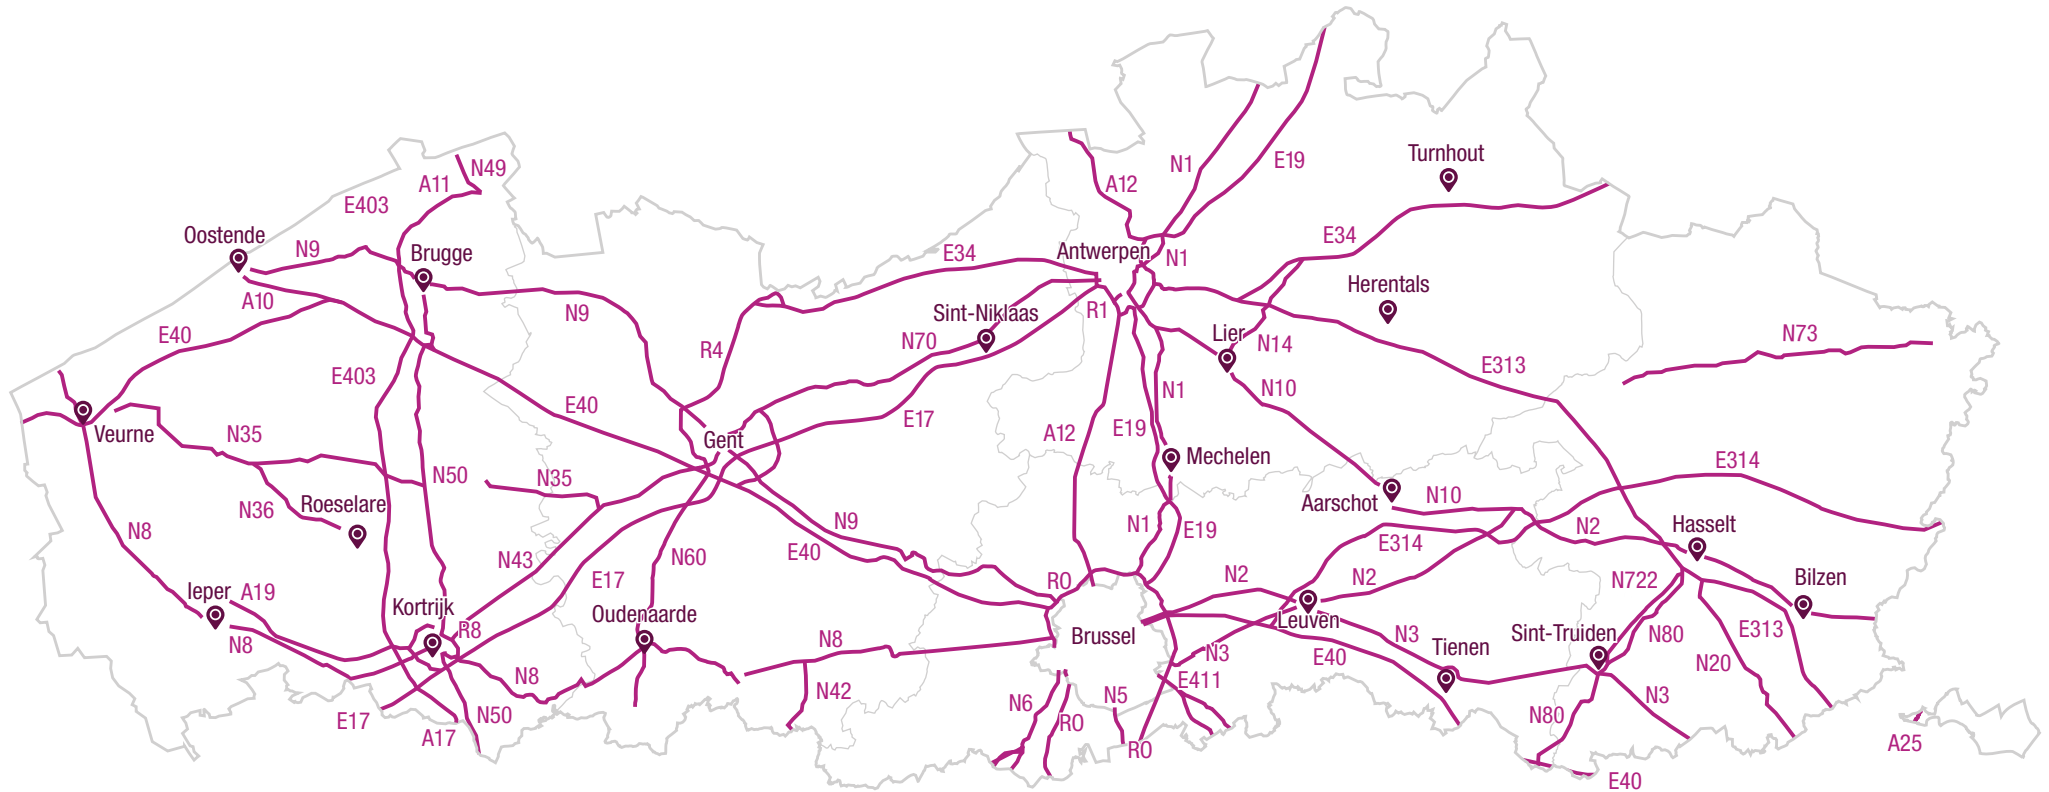 Turnhout
N49
N1
E19
A11
A12
E403
Oostende
N9
Brugge
E34
Antwerpen
N1
E34
A10
Herentals
N9
R1
Sint-Niklaas
Lier
E40
R4
N70
N14
N73
E403
E313
E40
N1
N10
E17
Veurne
N35
Gent
A12
E19
Mechelen
E314
N50
N35
Roeselare
N36
Aarschot
N10
N8
N9
N1
E19
N2
Hasselt
E40
E314
N43
E17
N60
R0
N2
N2
N722
Bilzen
Ieper
A19
Kortrijk
Oudenaarde
Leuven
R8
N8
N8
Brussel
N3
Sint-Truiden
N80
E313
Tienen
N3
E40
N20
N8
E411
N42
N6
N5
N3
E17
N50
R0
N80
A17
R0
A25
E40